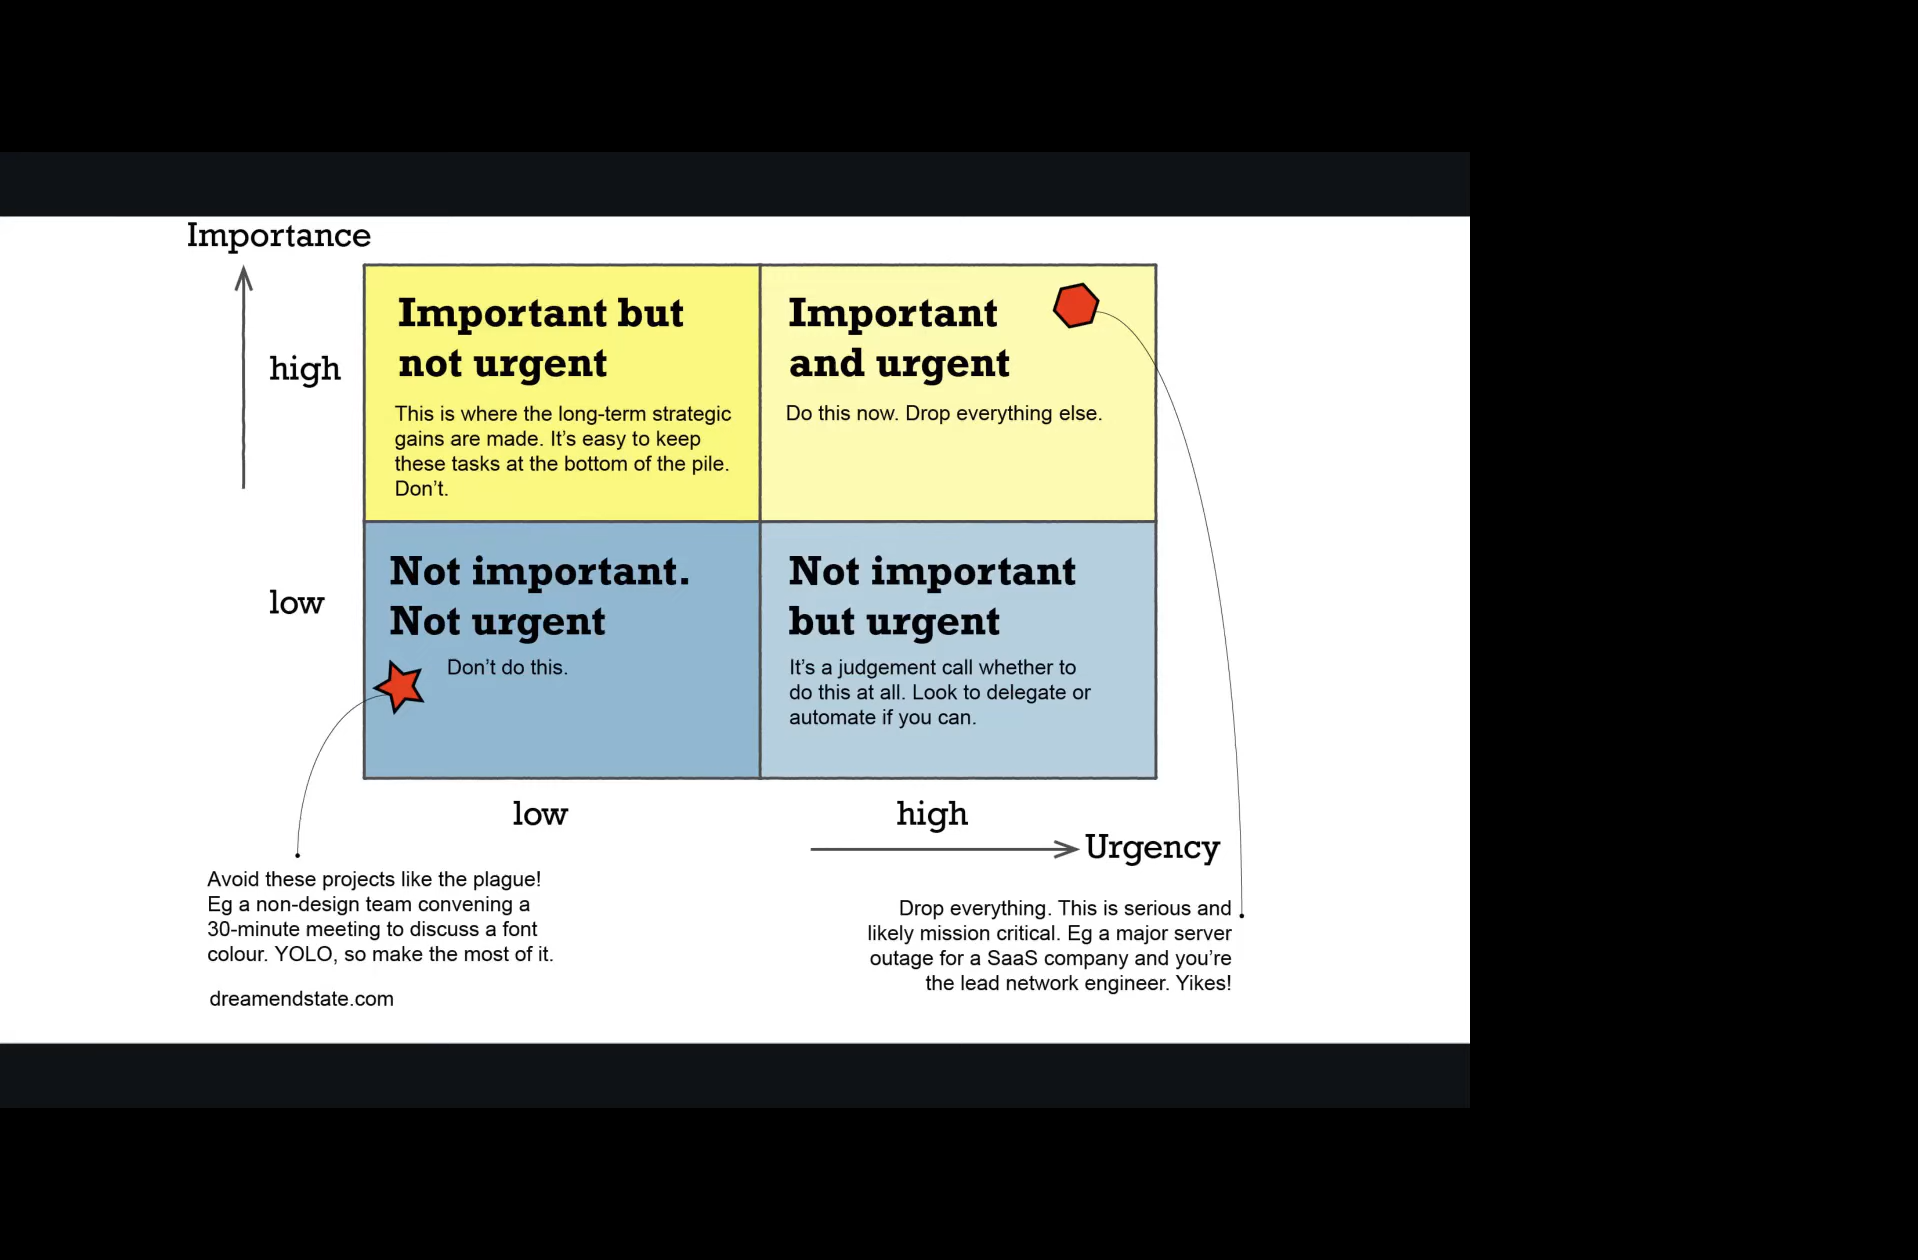 Importance
high
Important but
not urgent
This is where the long-term strategic
gains are made. It’s easy to keep
these tasks at the bottom of the pile.
Don’t.
Important
and urgent
Do this now. Drop everything else.
low
Not important.
Not urgent
Don’t do this.
Not important
but urgent
It’s a judgement call whether to
do this at all. Look to delegate or
automate if you can.
low
high
Urgency
Avoid these projects like the plague!
Eg a non-design team convening a
30-minute meeting to discuss a font
colour. YOLO, so make the most of it.
Drop everything. This is serious and
likely mission critical. Eg a major server
outage for a SaaS company and you’re
the lead network engineer. Yikes!
dreamendstate.com